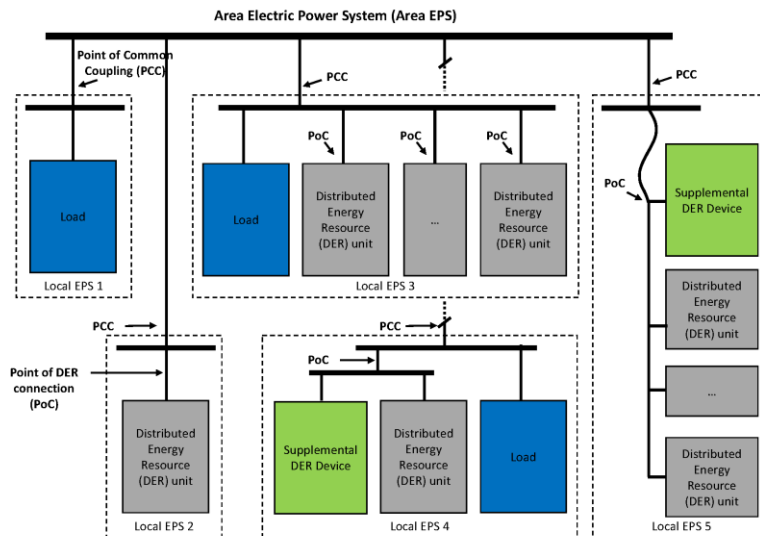 Area Electric Power System (Area EPS)
Point of Common
Coupling (PCC)
PCC
PCC
Load
Local EPS 1
PoC
PoC
PoC
Load
Distributed
Energy
Resource
(DER) unit
...
Distributed
Energy
Resource
(DER) unit
Local EPS 3
PCC
Point of DER
connection
(PoC)
Distributed
Energy
Resource
(DER) unit
Local EPS 2
PCC
PoC
Supplemental
DER Device
Distributed
Energy
Resource
(DER) unit
Load
Local EPS 4
PoC
Supplemental
DER Device
Distributed
Energy
Resource
(DER) unit
...
Distributed
Energy
Resource
(DER) unit
Local EPS 5